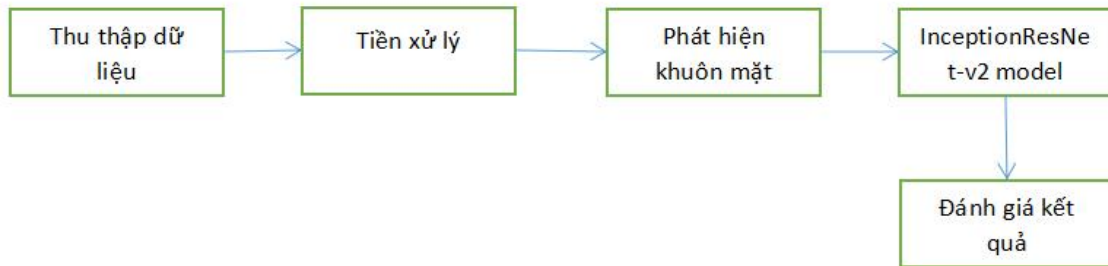 Thu thập dữ
liệu
Tiền xử lý
Phát hiện
khuôn mặt
InceptionResNe
t-v2 model
Đánh giá kết
quả